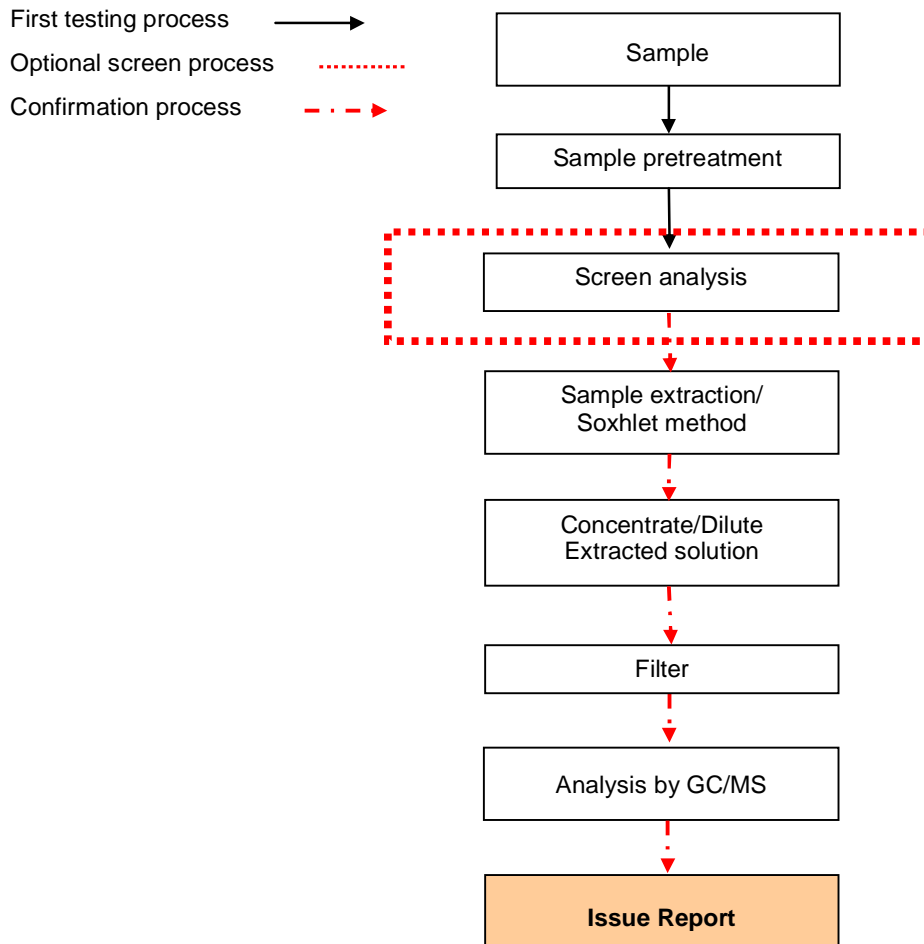 First testing process
Optional screen process
Confirmation process
Sample
Sample pretreatment
Screen analysis
Sample extraction/
Soxhlet method
Concentrate/Dilute
Extracted solution
Filter
Analysis by GC/MS
Issue Report